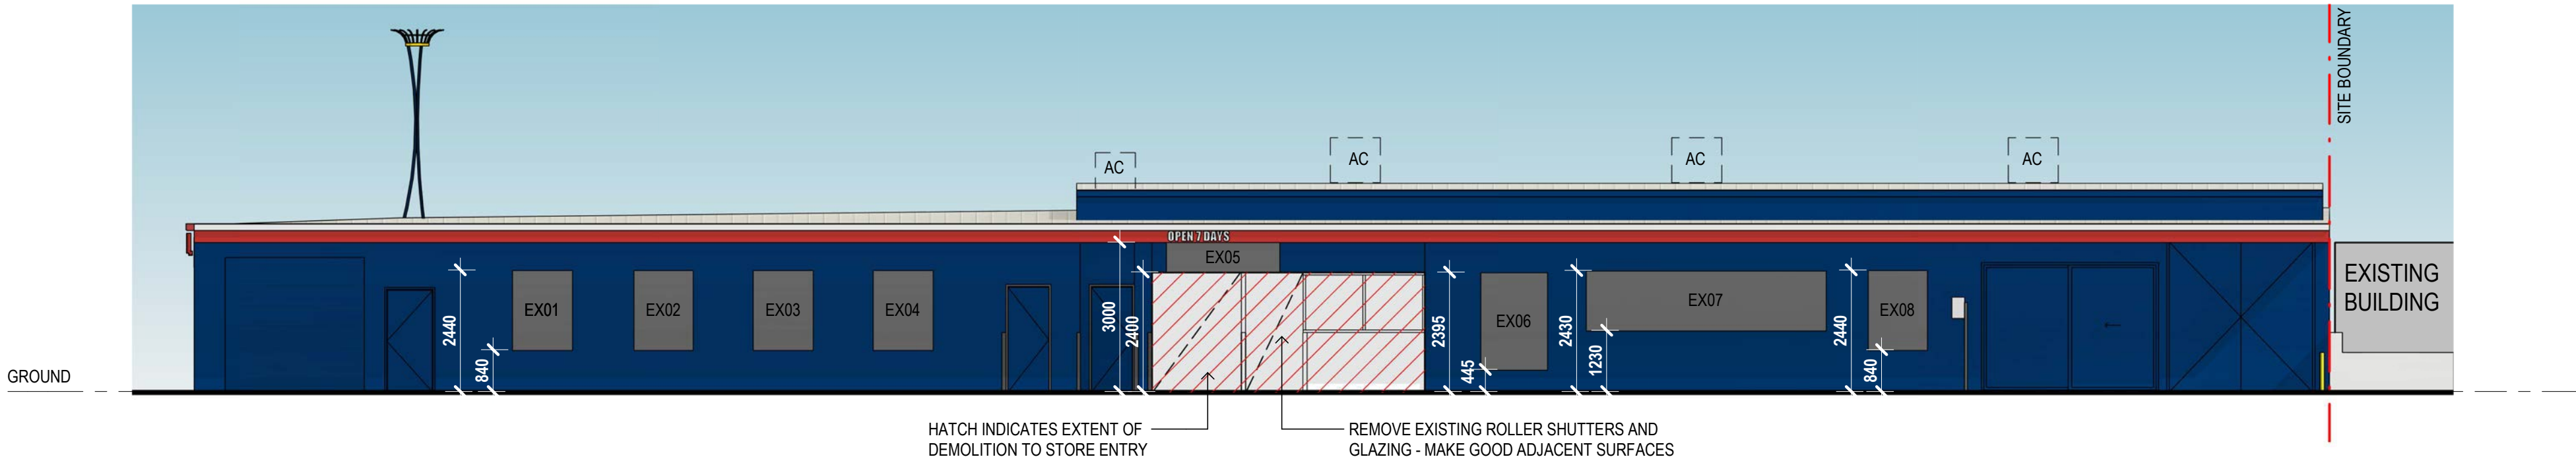 SITE BOUNDARY
AC
AC
AC
AC
OPEN 7 DAYS
EX05
EX01
EX02
EX03
EX04
EX06
EX07
EX08
EXISTING
BUILDING
2440
840
3000
2400
2395
445
2430
1230
2440
840
GROUND
HATCH INDICATES EXTENT OF
DEMOLITION TO STORE ENTRY
REMOVE EXISTING ROLLER SHUTTERS AND
GLAZING - MAKE GOOD ADJACENT SURFACES